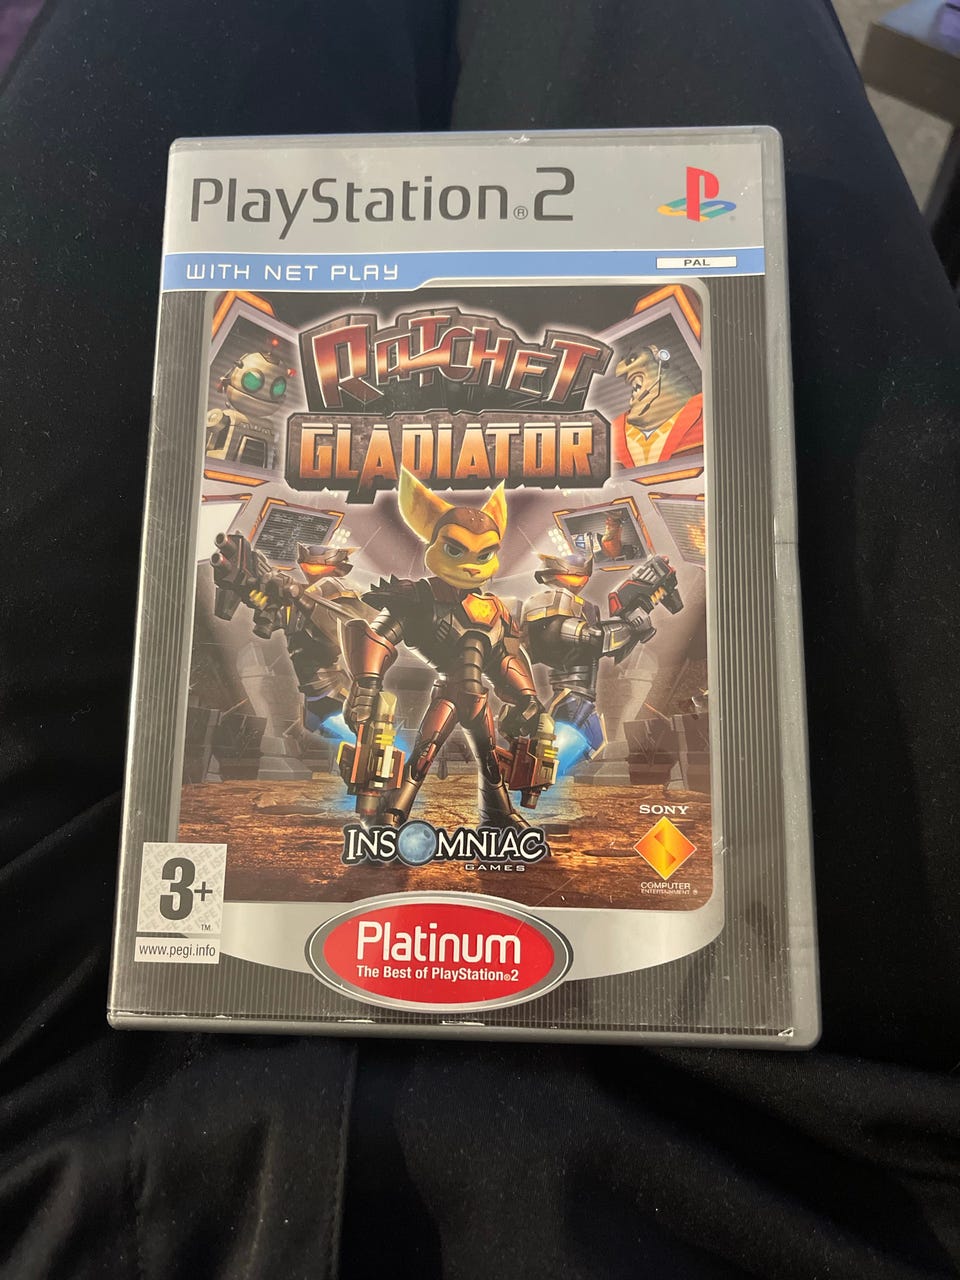 PlayStation®2
WITH NET PLAY
PAL
RATCHET
GLADIATOR
INSOMNIAC
GAMES
SONY
COMPUTER
ENTERTAINMENT ®
3+
TM
www.pegi.info
Platinum
The Best of PlayStation®2